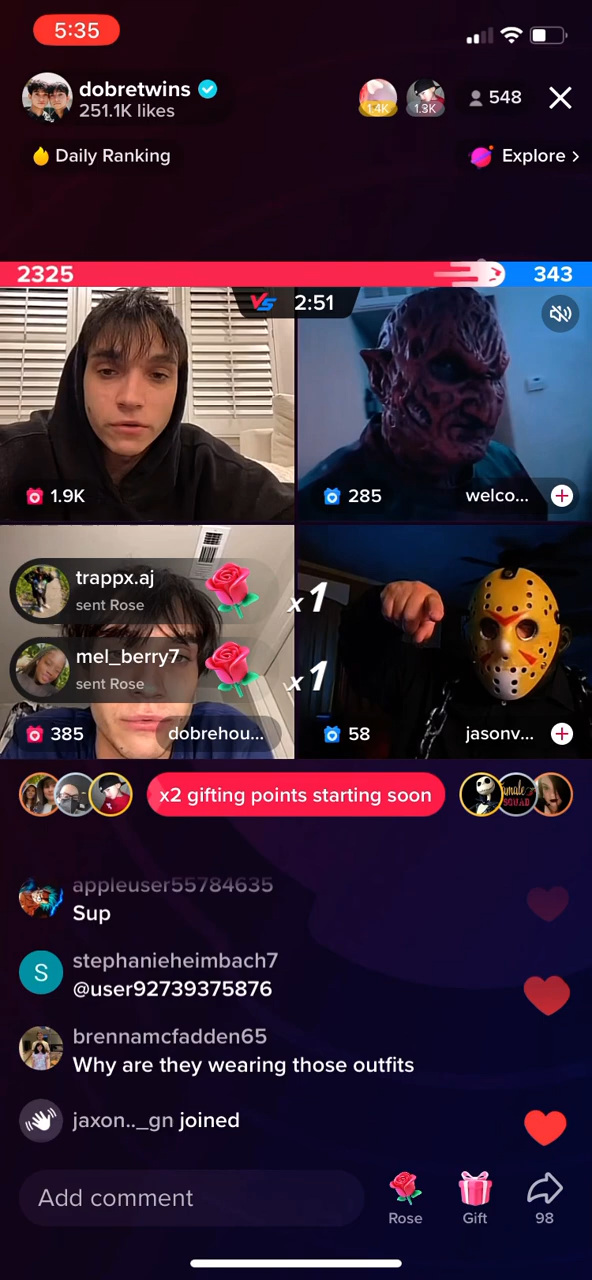 5:35
dobretwins
251.1K likes
1.4K
1.3K
548
Daily Ranking
Explore >
2325
343
VS 2:51
1.9K
285
welco...
trappx.aj
sent Rose
x1
mel_berry7
sent Rose
x1
385
dobrehou...
58
jasonv...
x2 gifting points starting soon
appleuser55784635
Sup
S
stephanieheimbach7
@user92739375876
brennamcfadden65
Why are they wearing those outfits
jaxon.._gn joined
Add comment
Rose
Gift
98